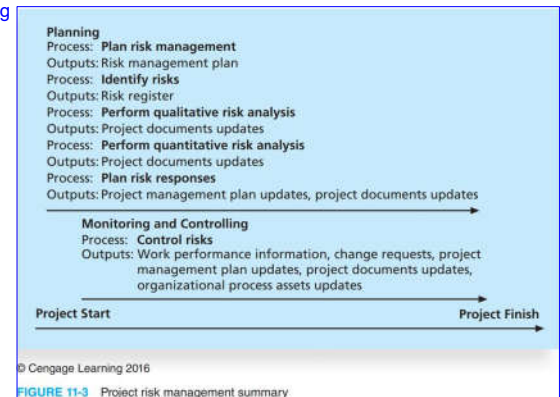 g
Planning
Process: Plan risk management
Outputs: Risk management plan
Process: Identify risks
Outputs: Risk register
Process: Perform qualitative risk analysis
Outputs: Project documents updates
Process: Perform quantitative risk analysis
Outputs: Project documents updates
Process: Plan risk responses
Outputs: Project management plan updates, project documents updates
Monitoring and Controlling
Process: Control risks
Outputs: Work performance information, change requests, project
management plan updates, project documents updates,
organizational process assets updates
Project Start Project Finish
© Cengage Learning 2016
FIGURE 11-3 Project risk management summary